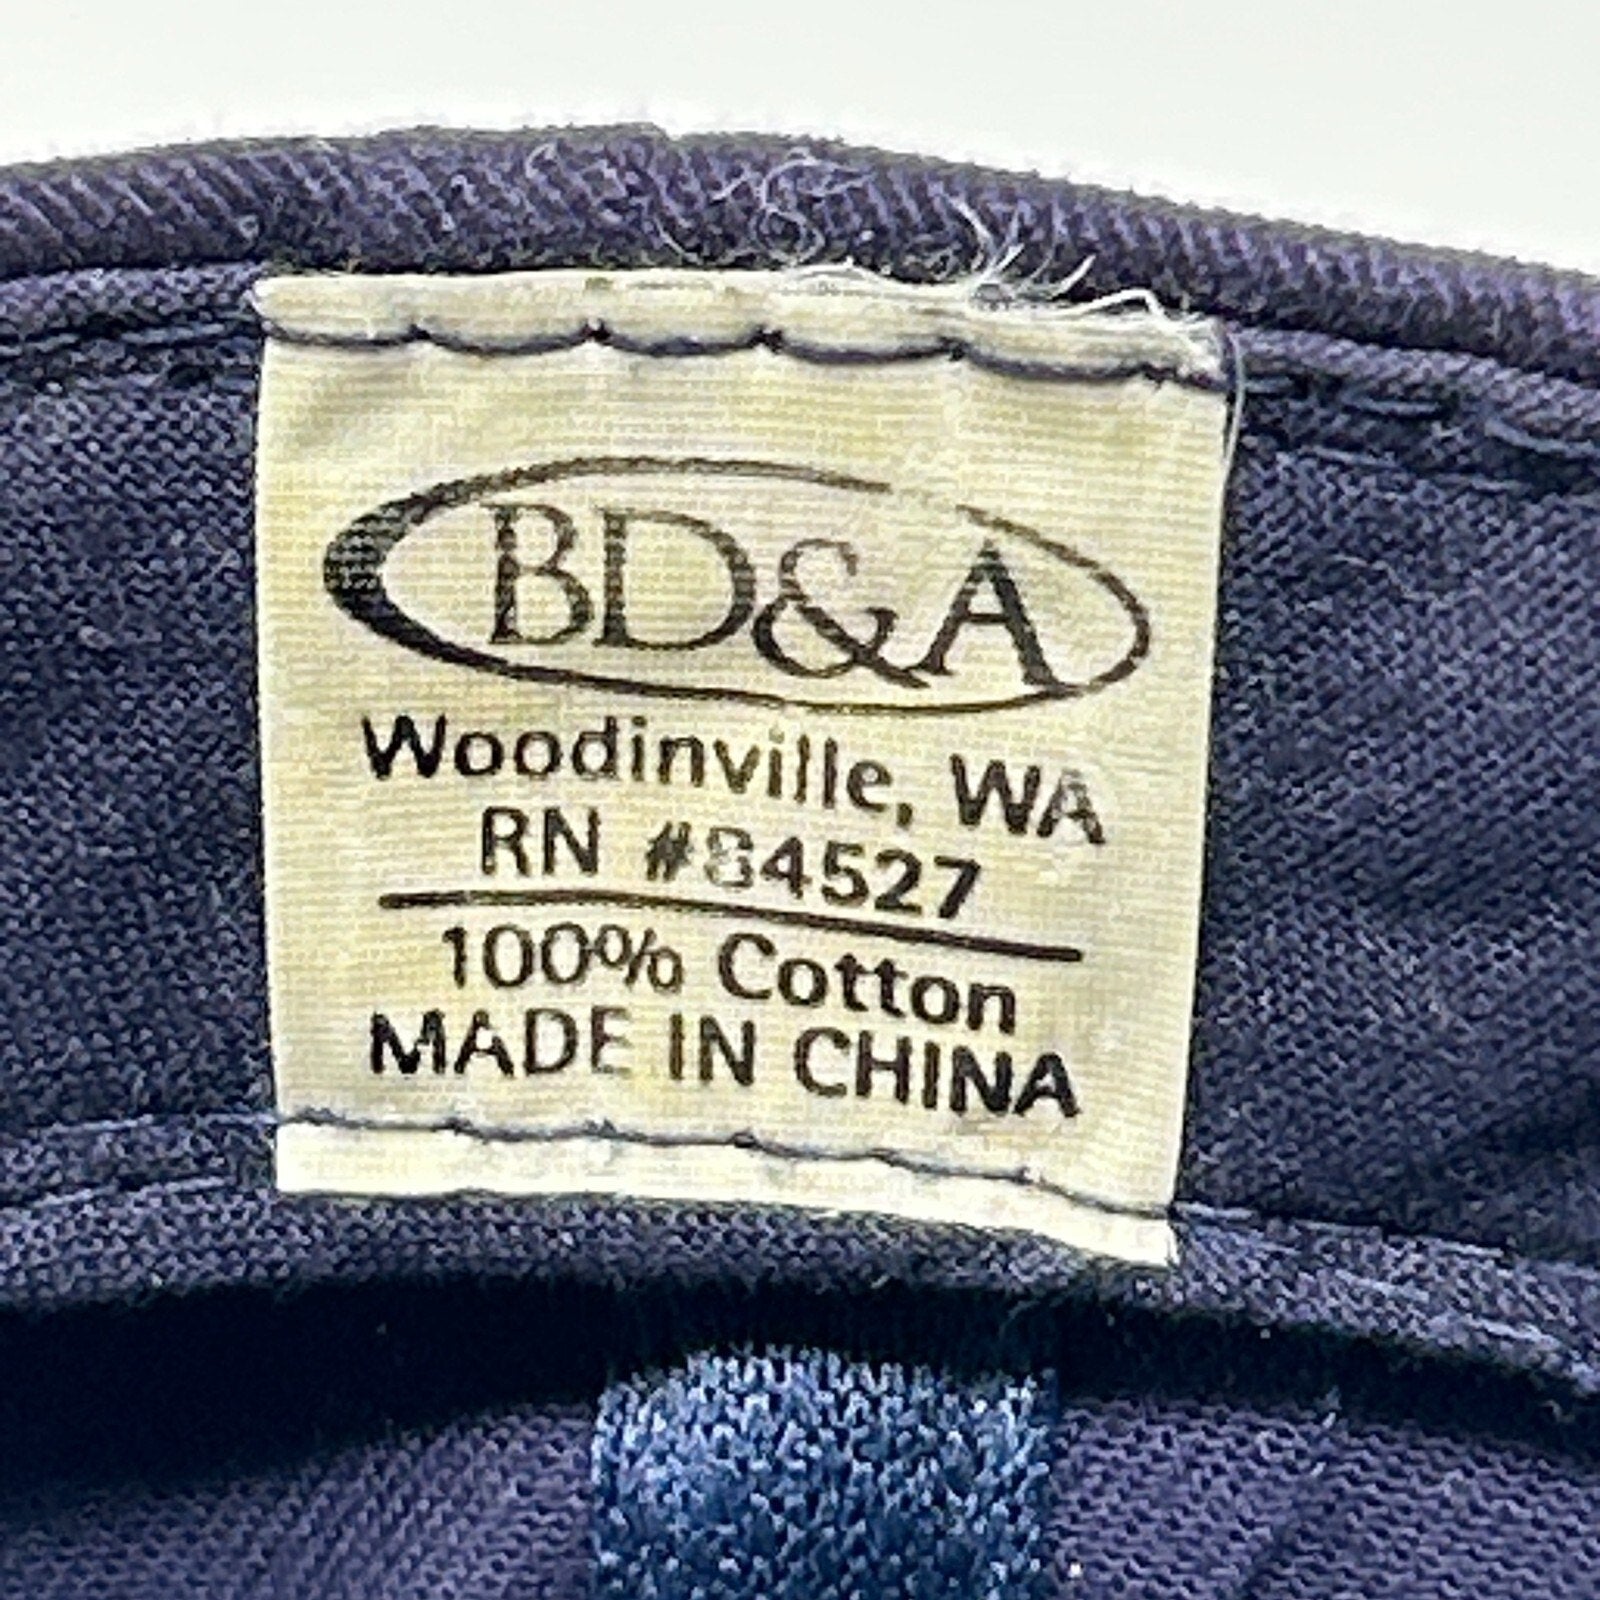 BD&A
Woodinville, WA
RN #84527
100% Cotton
MADE IN CHINA